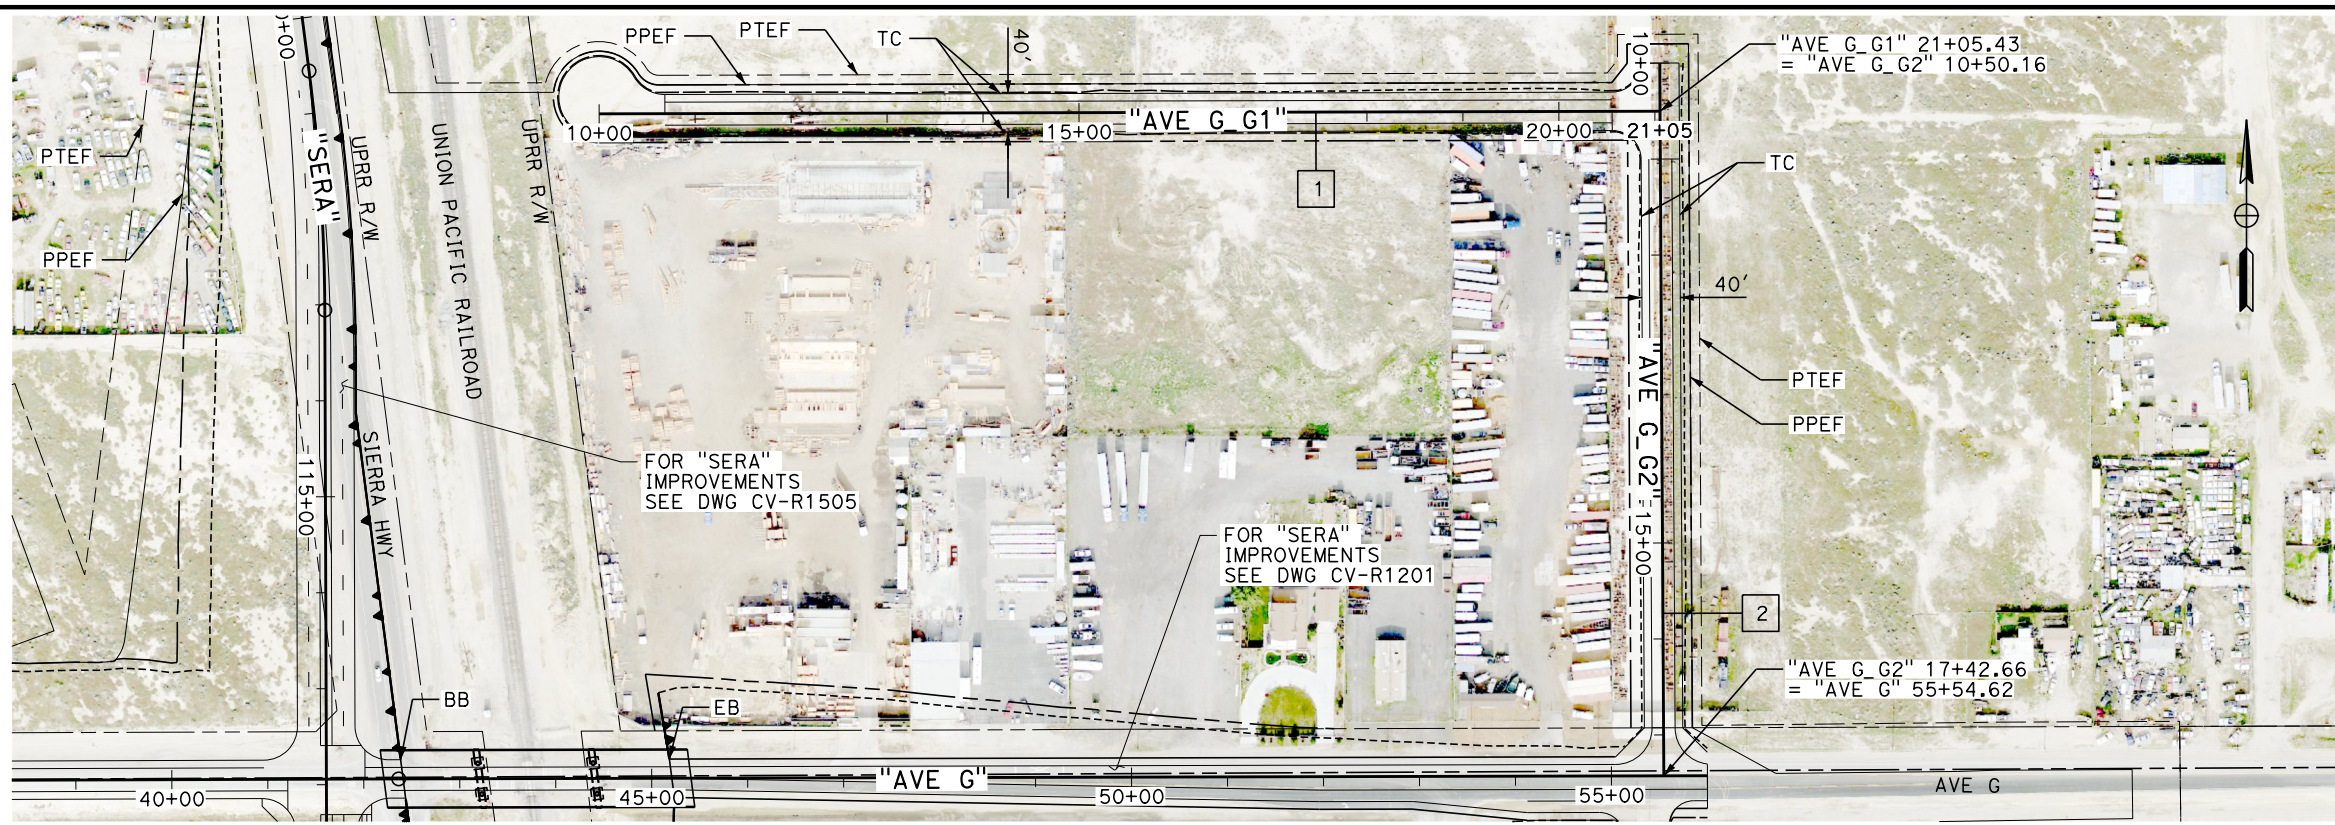 0+00
PPEF
PTEF
TC
40'
10+00
"AVE G_G1" 21+05.43
= "AVE G_G2" 10+50.16
"SERA"
UPRR R/W
UNION PACIFIC RAILROAD
UPRR R/W
10+00
15+00
"AVE G_G1"
20+00
21+05
PTEF
TC
1
PPEF
40'
"AVE G_G2"
PTEF
PPEF
SIERRA HWY
115+00
FOR "SERA"
IMPROVEMENTS
SEE DWG CV-R1505
FOR "SERA"
IMPROVEMENTS
SEE DWG CV-R1201
15+00
2
"AVE G_G2" 17+42.66
= "AVE G" 55+54.62
BB
EB
"AVE G"
AVE G
40+00
45+00
50+00
55+00